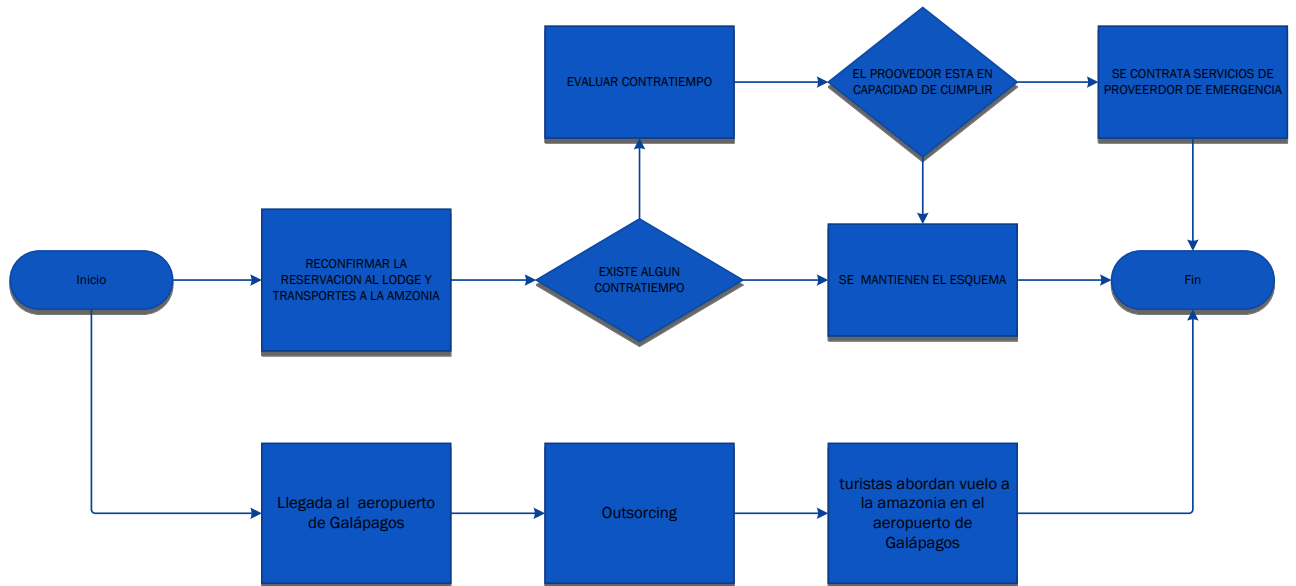 EVALUAR CONTRATIEMPO
EL PROOVEDOR ESTA EN
CAPACIDAD DE CUMPLIR
SE CONTRATA SERVICIOS DE
PROVEERDOR DE EMERGENCIA
Inicio
RECONFIRMAR LA
RESERVACION AL LODGE Y
TRANSPORTES A LA AMZONIA
EXISTE ALGUN
CONTRATIEMPO
SE MANTIENEN EL ESQUEMA
Fin
Llegada al aeropuerto
de Galápagos
Outsorcing
turistas abordan vuelo a
la amazonia en el
aeropuerto de
Galápagos